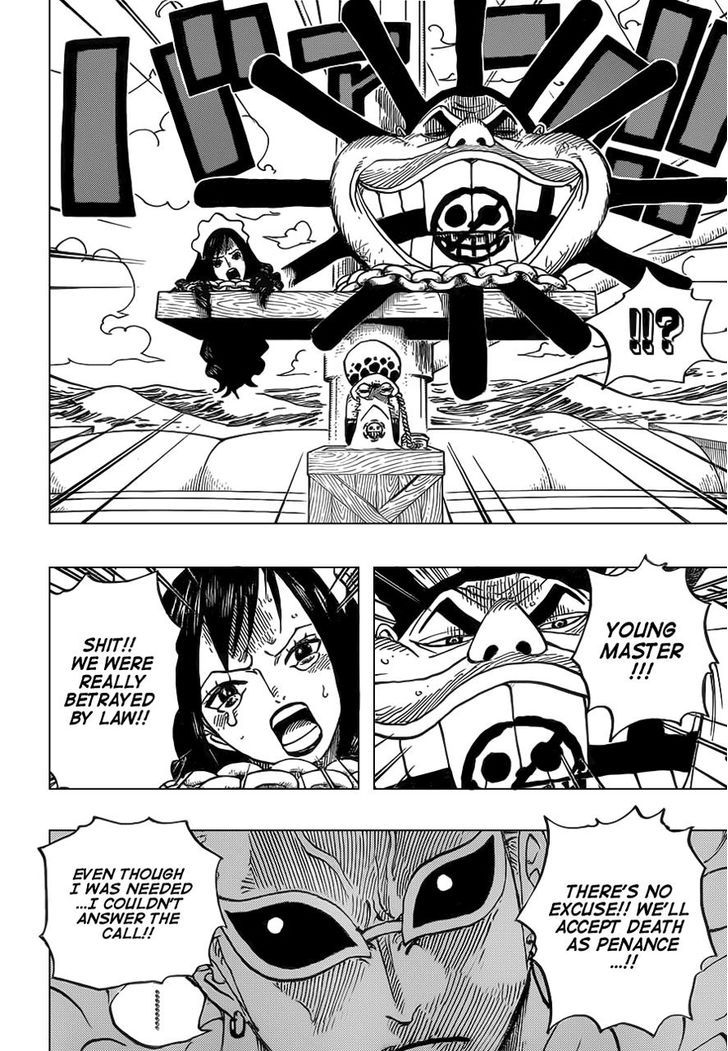 !!?
YOUNG
MASTER
!!!
SHIT!!
WE WERE
REALLY
BETRAYED
BY LAW!!
THERE'S NO
EXCUSE!! WE'LL
ACCEPT DEATH
AS PENANCE
...!!
EVEN THOUGH
I WAS NEEDED
...I COULDN'T
ANSWER THE
CALL!!
......